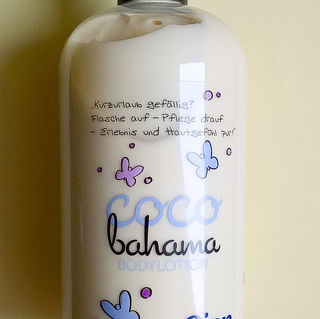 „Kurzurlaub gefällig?
Flasche auf – Pflege drauf
– Erlebnis und Hautgefühl pur!"
coco
bahama
BODYLOTION